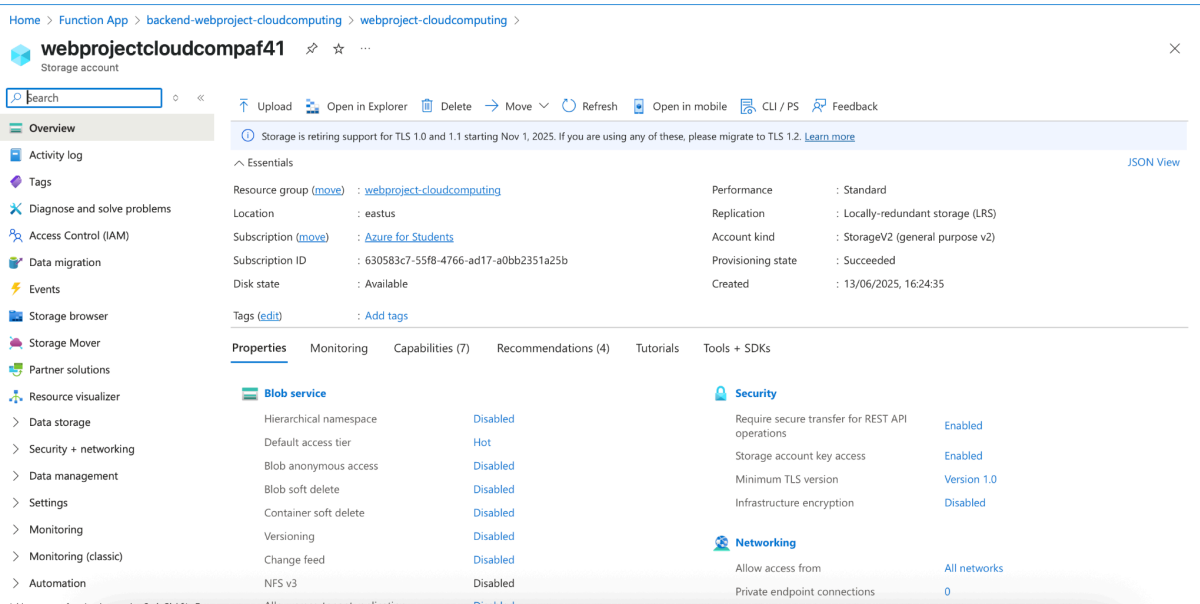 Home > Function App > backend-webproject-cloudcomputing > webproject-cloudcomputing >
webprojectcloudcompaf41
Storage account
Search
Upload Open in Explorer Delete Move Refresh Open in mobile CLI / PS Feedback
Overview
Storage is retiring support for TLS 1.0 and 1.1 starting Nov 1, 2025. If you are using any of these, please migrate to TLS 1.2. Learn more
Activity log
Tags
Diagnose and solve problems
Access Control (IAM)
Data migration
Events
Storage browser
Storage Mover
Partner solutions
Resource visualizer
Data storage
Security + networking
Data management
Settings
Monitoring
Monitoring (classic)
Automation
Essentials
JSON View
Resource group (move) : webproject-cloudcomputing
Location : eastus
Subscription (move) : Azure for Students
Subscription ID : 630583c7-55f8-4766-ad17-a0bb2351a25b
Disk state : Available
Tags (edit) : Add tags
Performance : Standard
Replication : Locally-redundant storage (LRS)
Account kind : StorageV2 (general purpose v2)
Provisioning state : Succeeded
Created : 13/06/2025, 16:24:35
Properties Monitoring Capabilities (7) Recommendations (4) Tutorials Tools + SDKs
Blob service
Hierarchical namespace Disabled
Default access tier Hot
Blob anonymous access Disabled
Blob soft delete Disabled
Container soft delete Disabled
Versioning Disabled
Change feed Disabled
NFS v3 Disabled
Security
Require secure transfer for REST API
operations Enabled
Storage account key access Enabled
Minimum TLS version Version 1.0
Infrastructure encryption Disabled
Networking
Allow access from All networks
Private endpoint connections 0